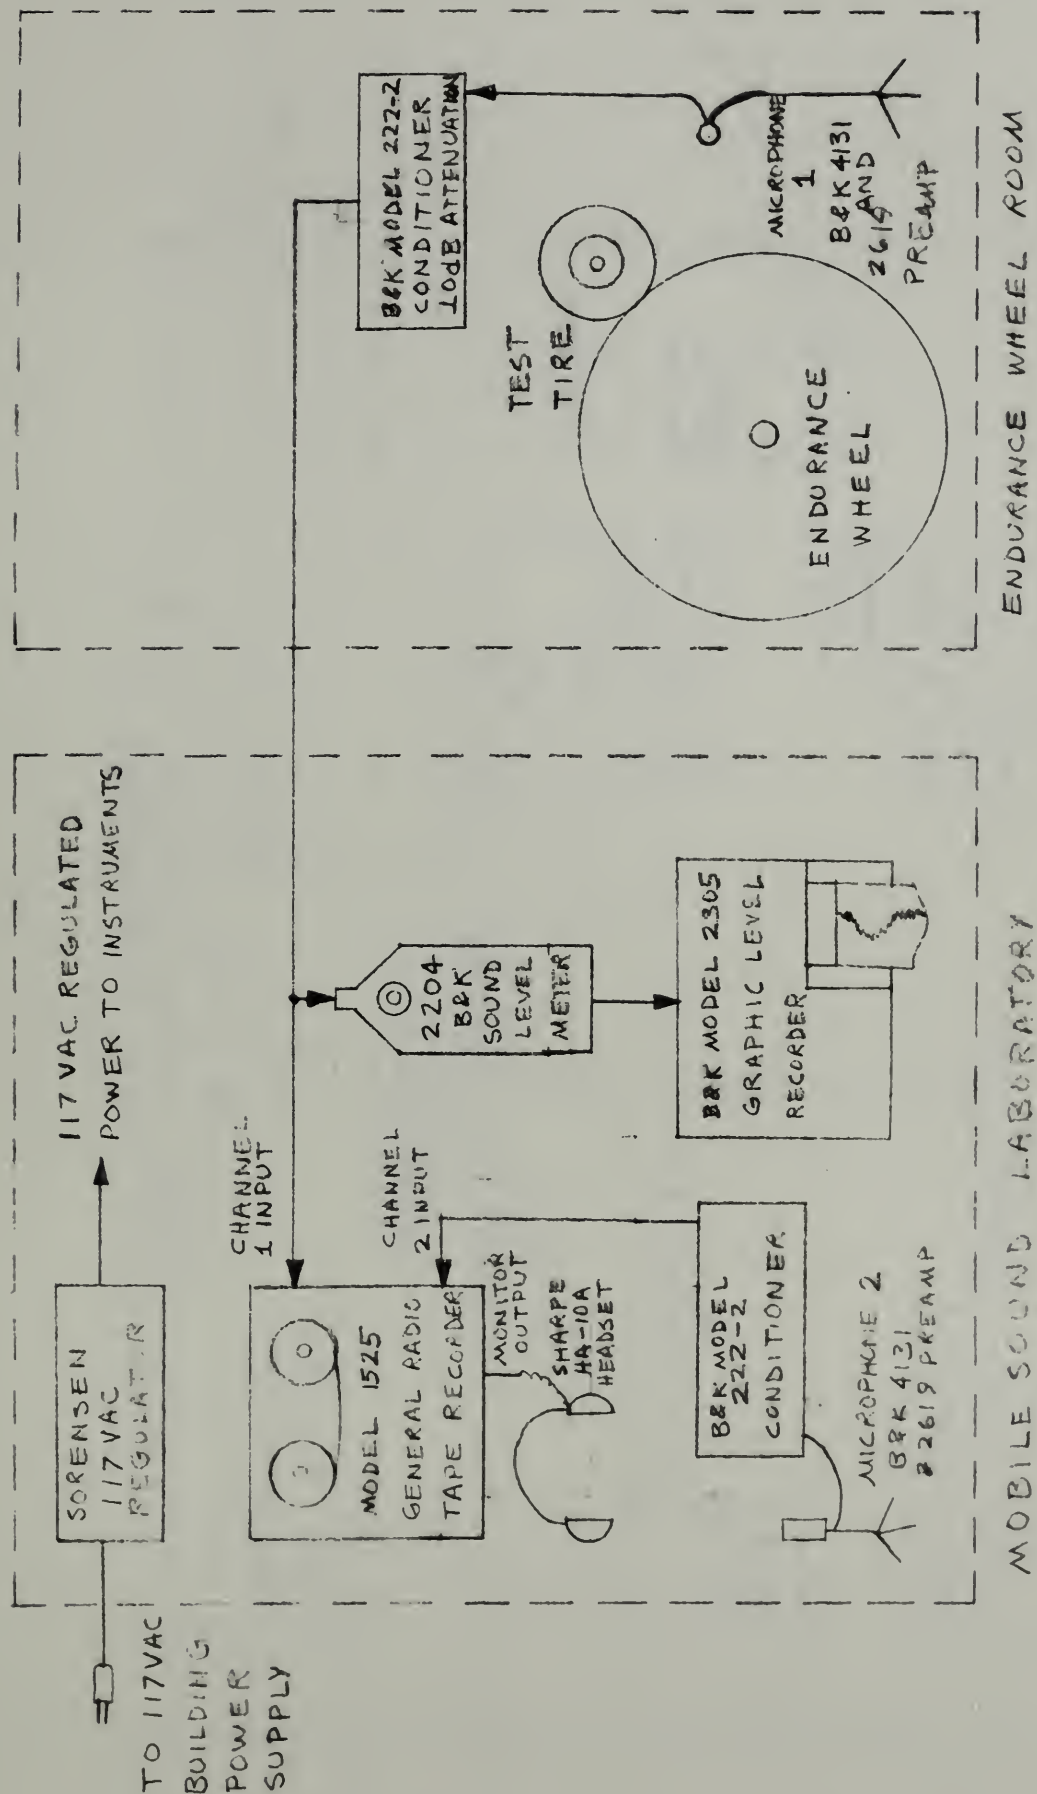 TO 117VAC
BUILDING
POWER
SUPPLY
SORENSEN
117 VAC
REGULAT R
117 VAC REGULATED
POWER TO INSTRUMENTS
CHANNEL
1 INPUT
CHANNEL
2 INPUT
MODEL 1525
GENERAL RADIO
TAPE RECORDER
MONITOR
OUTPUT
SHARPE
HA-10A
HEADSET
B&K MODEL
222-2
CONDITIONER
MICROPHONE 2
B&K 4131
& 2619 PREAMP
2204
B&K
SOUND
LEVEL
METER
B&K MODEL 2305
GRAPHIC LEVEL
RECORDER
MOBILE SOUND LABORATORY
B&K MODEL 222-2
CONDITIONER
10dB ATTENUATION
TEST
TIRE
ENDURANCE
WHEEL
MICROPHONE
1
B&K 4131
AND
2619
PREAMP
ENDURANCE WHEEL ROOM